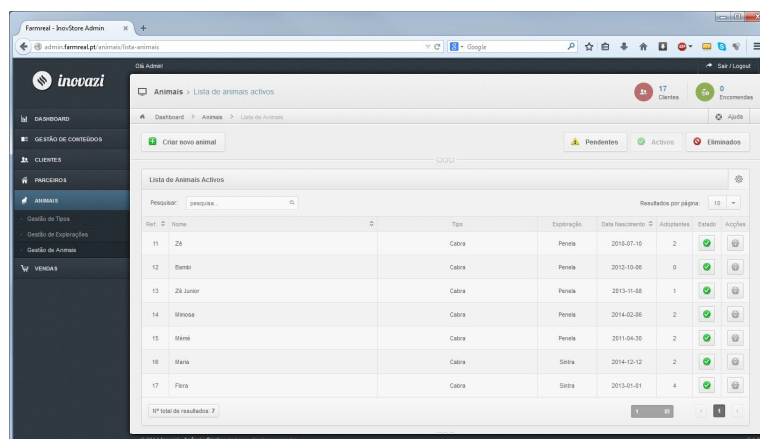 Farmreal - InovStore Admin
admin.farmreal.pt/animais/lista-animais
Google
Olá Admin!
Sair / Logout
inovazi
Animais > Lista de animais activos
17 Clientes
0 Encomendas
DASHBOARD
GESTÃO DE CONTEÚDOS
CLIENTES
PARCEIROS
ANIMAIS
Gestão de Tipos
Gestão de Explorações
Gestão de Animais
VENDAS
Dashboard > Animais > Lista de Animais
Ajuda
Criar novo animal
Pendentes
Activos
Eliminados
Lista de Animais Activos
Pesquisar: pesquisa...
Resultados por página: 10
Ref. Nome Tipo Exploração Data Nascimento Adoptantes Estado Acções
11 Zé Cabra Penela 2010-07-10 2
12 Bambi Cabra Penela 2012-10-06 0
13 Zé Junior Cabra Penela 2013-11-08 1
14 Mimosa Cabra Penela 2014-02-06 2
15 Mémé Cabra Penela 2011-04-30 2
16 Maria Cabra Sintra 2014-12-12 2
17 Flora Cabra Sintra 2013-01-01 4
Nº total de resultados: 7
1
1